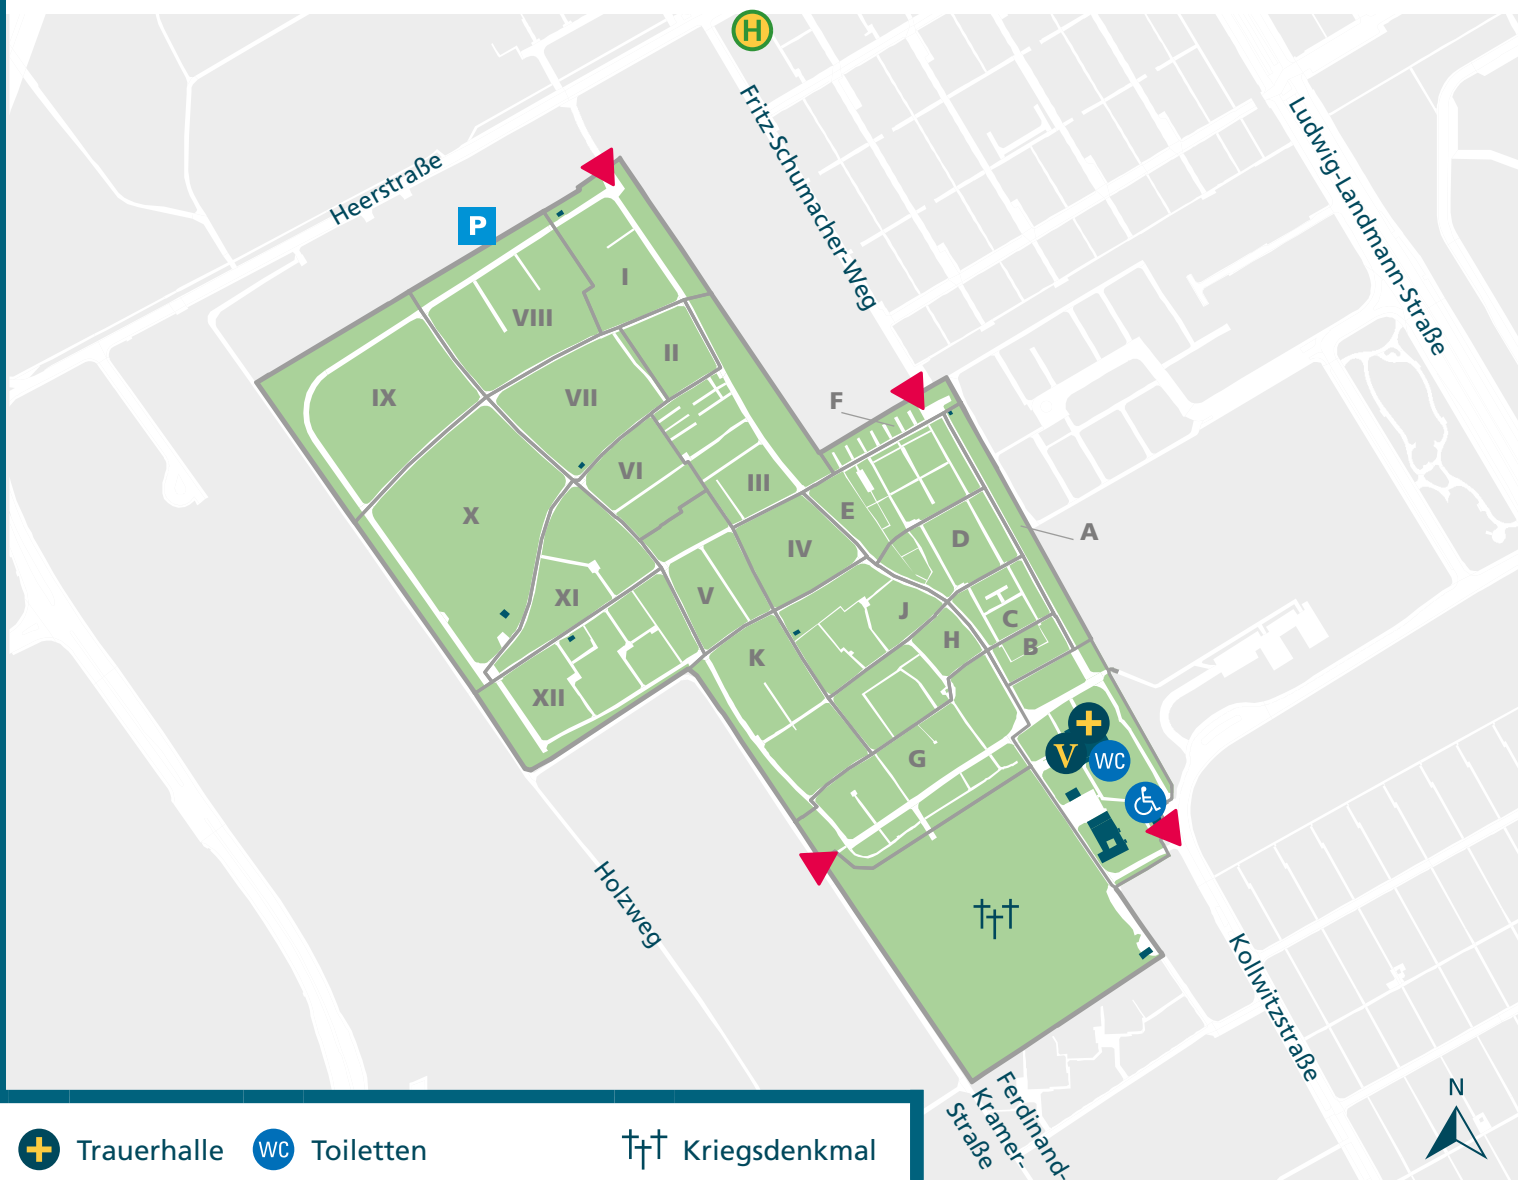 H
Fritz-Schumacher-Weg
Ludwig-Landmann-Straße
Heerstraße
P
I
VIII
II
IX
VII
F
VI
III
X
E
A
D
IV
XI
V
J
C
H
B
K
XII
G
V
WC
Holzweg
Kollwitzstraße
Ferdinand-
Kramer-
Straße
N
Trauerhalle
WC
Toiletten
Kriegsdenkmal